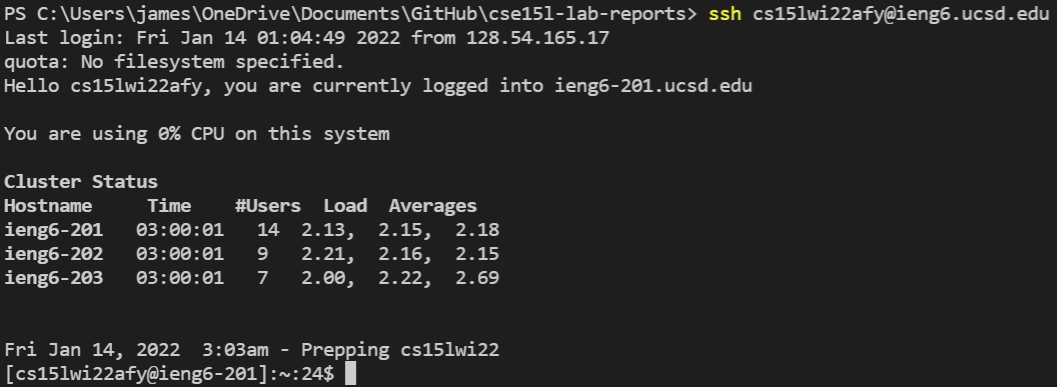 PS C:\Users\james\OneDrive\Documents\GitHub\cse15l-lab-reports> ssh cs15lwi22afy@ieng6.ucsd.edu
Last login: Fri Jan 14 01:04:49 2022 from 128.54.165.17
quota: No filesystem specified.
Hello cs15lwi22afy, you are currently logged into ieng6-201.ucsd.edu
You are using 0% CPU on this system
Cluster Status
Hostname     Time    #Users  Load  Averages
ieng6-201   03:00:01   14  2.13,  2.15,  2.18
ieng6-202   03:00:01   9   2.21,  2.16,  2.15
ieng6-203   03:00:01   7   2.00,  2.22,  2.69
Fri Jan 14, 2022  3:03am - Prepping cs15lwi22
[cs15lwi22afy@ieng6-201]:~:24$